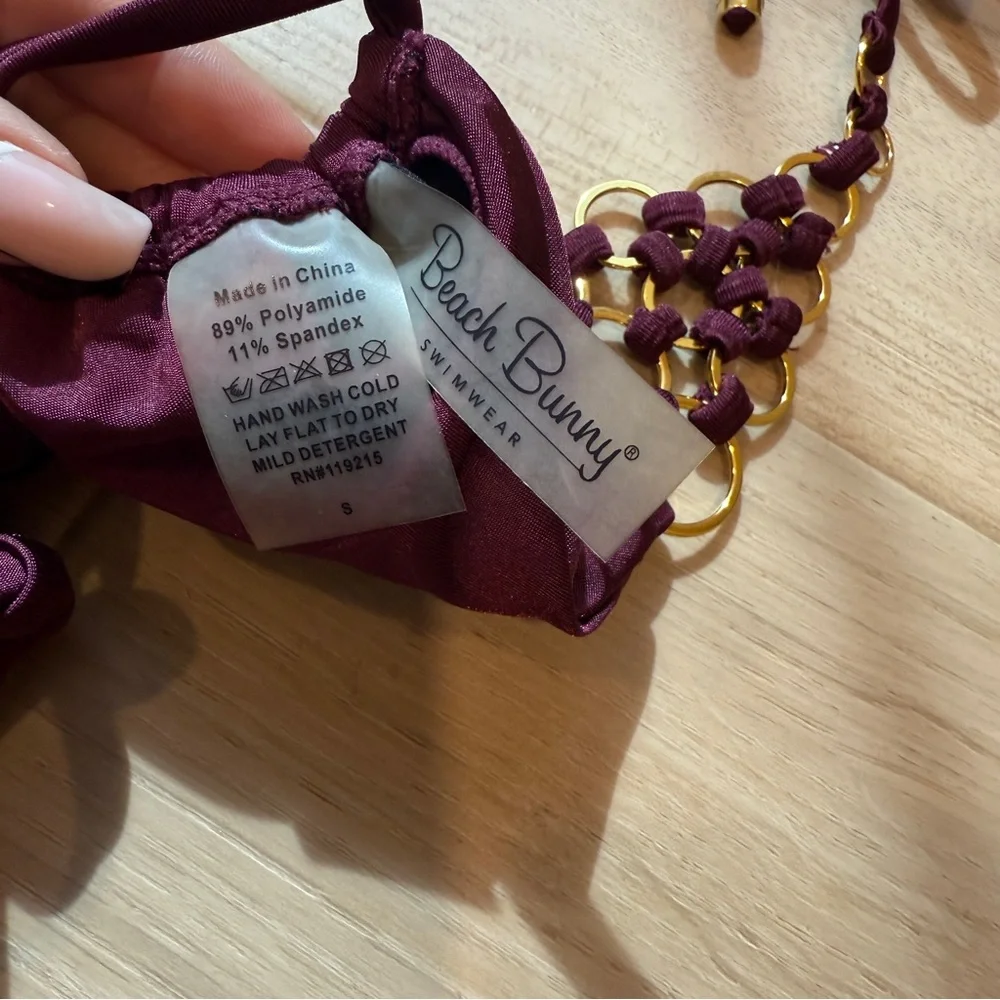 Made in China
89% Polyamide
11% Spandex
HAND WASH COLD
LAY FLAT TO DRY
MILD DETERGENT
RN#119215
S
Beach Bunny®
SWIMWEAR